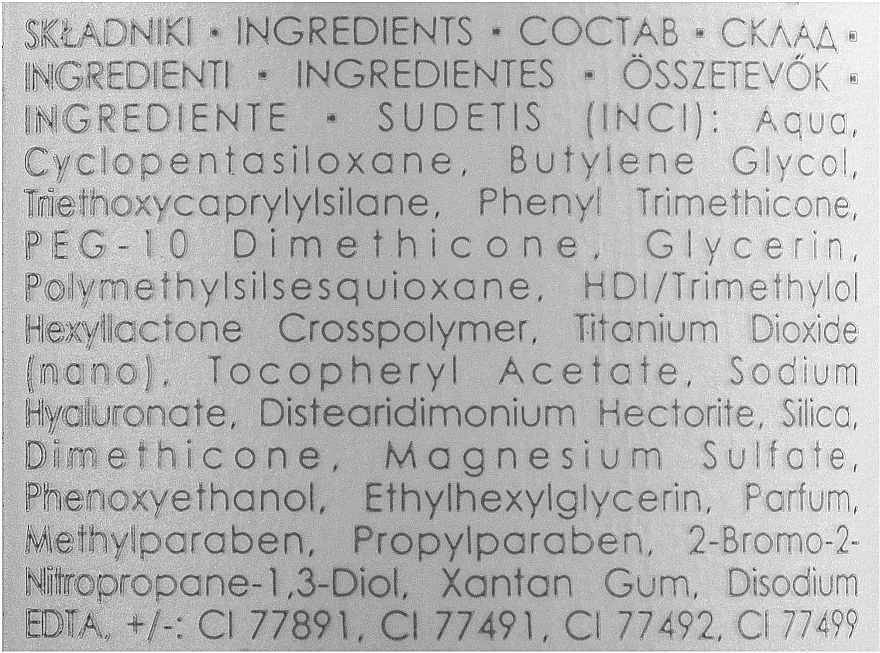 SKŁADNIKI • INGREDIENTS • СОСТАВ • СКЛАД •
INGREDIENTI • INGREDIENTES • ÖSSZETEVŐK •
INGREDIENTE • SUDETIS (INCI): Aqua,
Cyclopentasiloxane, Butylene Glycol,
Triethoxycaprylylsilane, Phenyl Trimethicone,
PEG-10 Dimethicone, Glycerin,
Polymethylsilsesquioxane, HDI/Trimethylol
Hexyllactone Crosspolymer, Titanium Dioxide
(nano), Tocopheryl Acetate, Sodium
Hyaluronate, Distearidimonium Hectorite, Silica,
Dimethicone, Magnesium Sulfate,
Phenoxyethanol, Ethylhexylglycerin, Parfum,
Methylparaben, Propylparaben, 2-Bromo-2-
Nitropropane-1,3-Diol, Xantan Gum, Disodium
EDTA, +/-: CI 77891, CI 77491, CI 77492, CI 77499